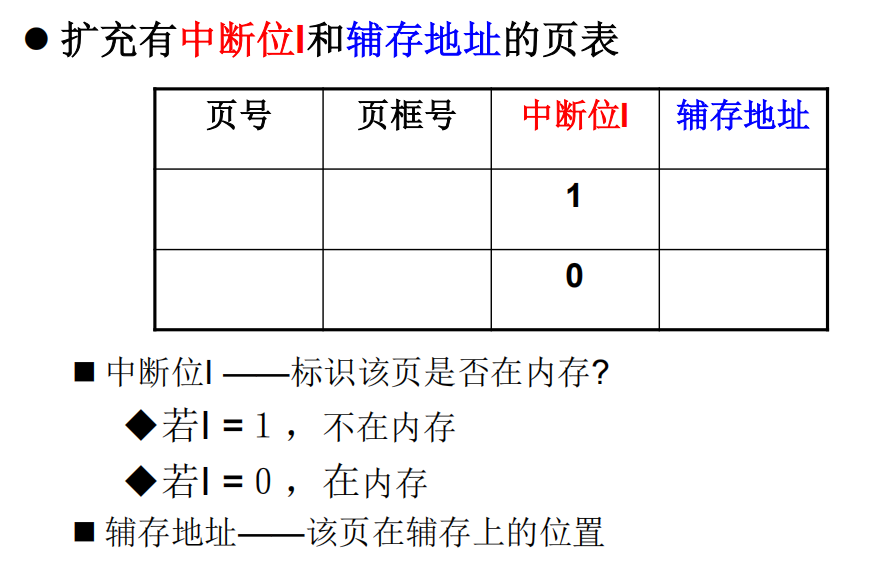 ● 扩充有中断位I和辅存地址的页表
页号 页框号 中断位I 辅存地址
1
0
■ 中断位I ——标识该页是否在内存?
◆若I = 1 ，不在内存
◆若I = 0 ，在内存
■ 辅存地址——该页在辅存上的位置